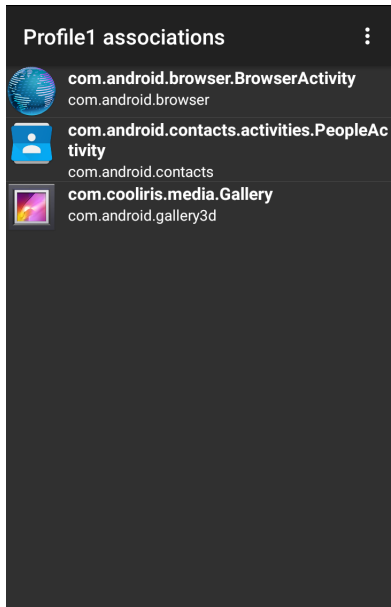 Profile1 associations
com.android.browser.BrowserActivity
com.android.browser
com.android.contacts.activities.PeopleAc
tivity
com.android.contacts
com.cooliris.media.Gallery
com.android.gallery3d